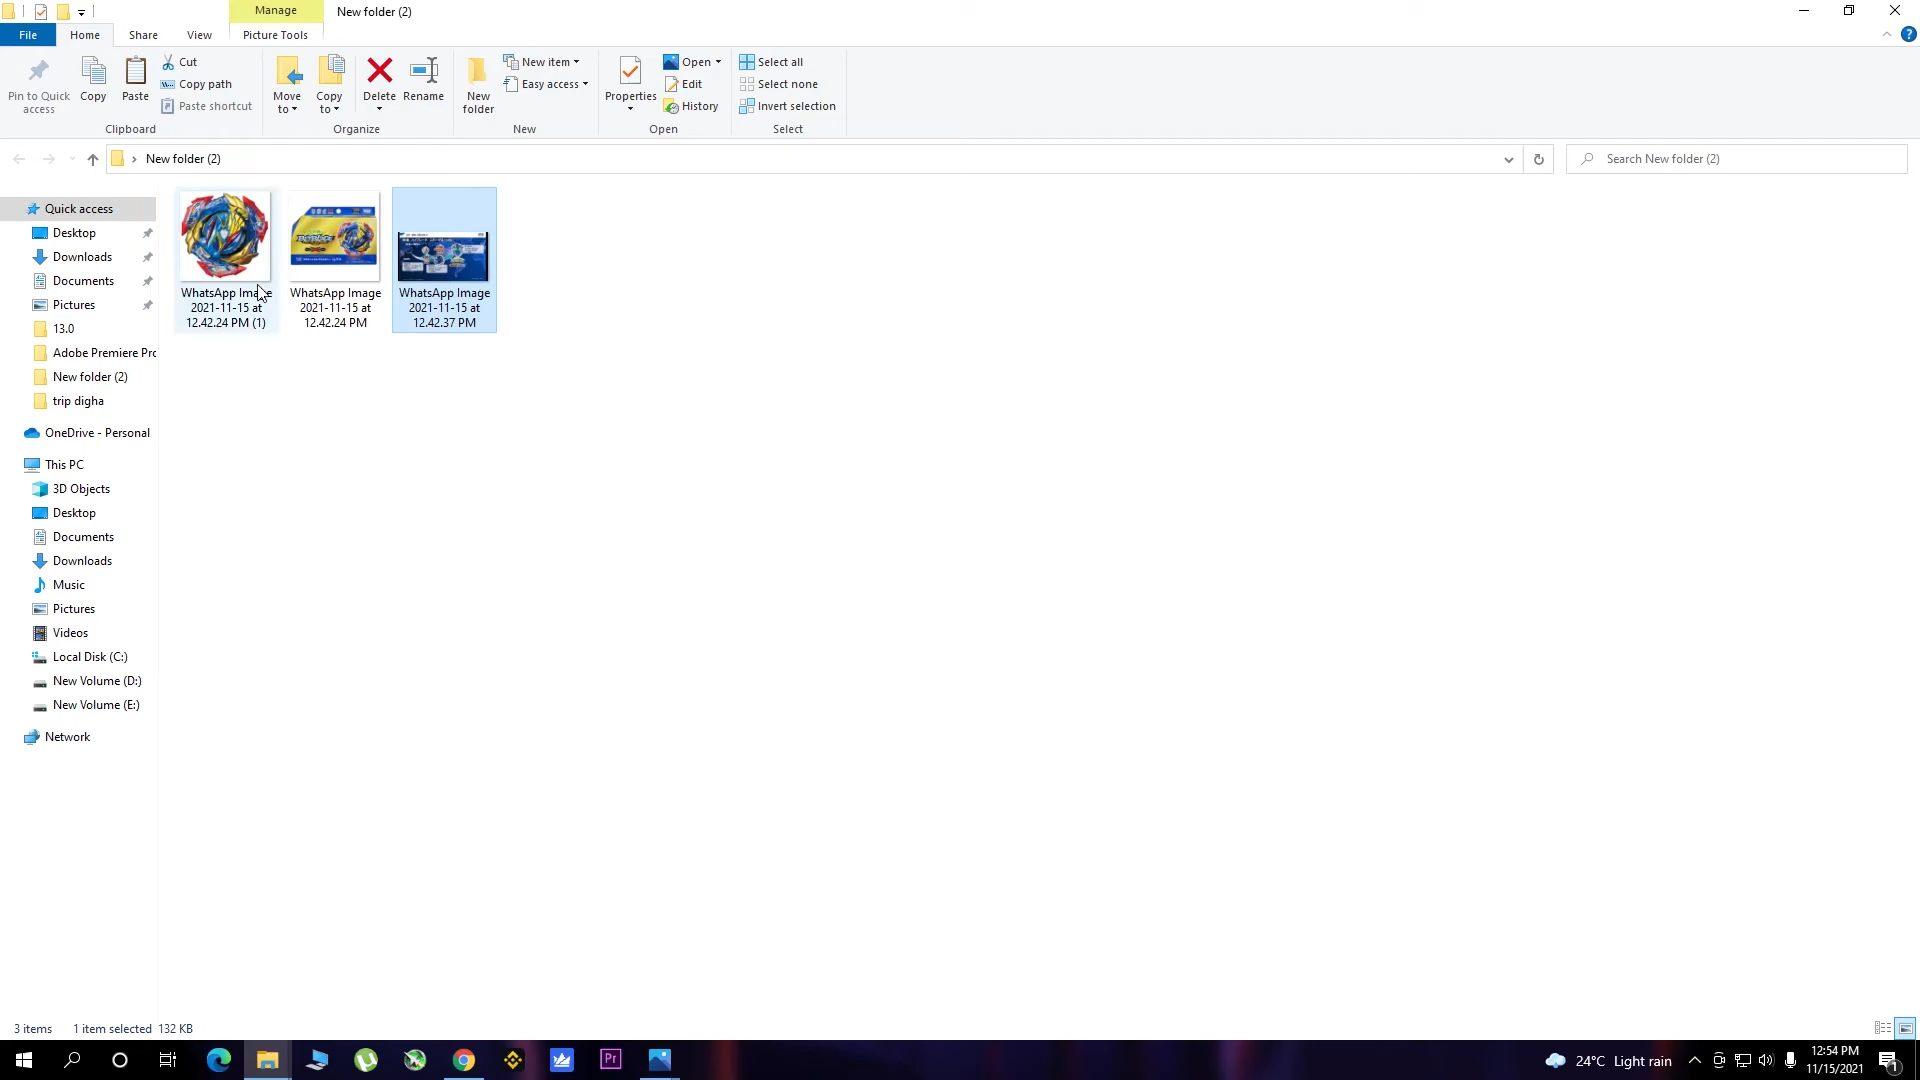 Manage
New folder (2)
File
Home
Share
View
Picture Tools
Pin to Quick
access
Copy
Paste
Cut
Copy path
Paste shortcut
Clipboard
Move
to
Copy
to
Delete
Rename
Organize
New
folder
New item
Easy access
New
Properties
Open
Edit
History
Open
Select all
Select none
Invert selection
Select
New folder (2)
Search New folder (2)
Quick access
Desktop
Downloads
Documents
Pictures
13.0
Adobe Premiere Pro
New folder (2)
trip digha
OneDrive - Personal
This PC
3D Objects
Desktop
Documents
Downloads
Music
Pictures
Videos
Local Disk (C:)
New Volume (D:)
New Volume (E:)
Network
WhatsApp Image
2021-11-15 at
12.42.24 PM (1)
BEYBLADE
WhatsApp Image
2021-11-15 at
12.42.24 PM
WhatsApp Image
2021-11-15 at
12.42.37 PM
3 items
1 item selected 132 KB
Pr
24°C Light rain
12:54 PM
11/15/2021
1